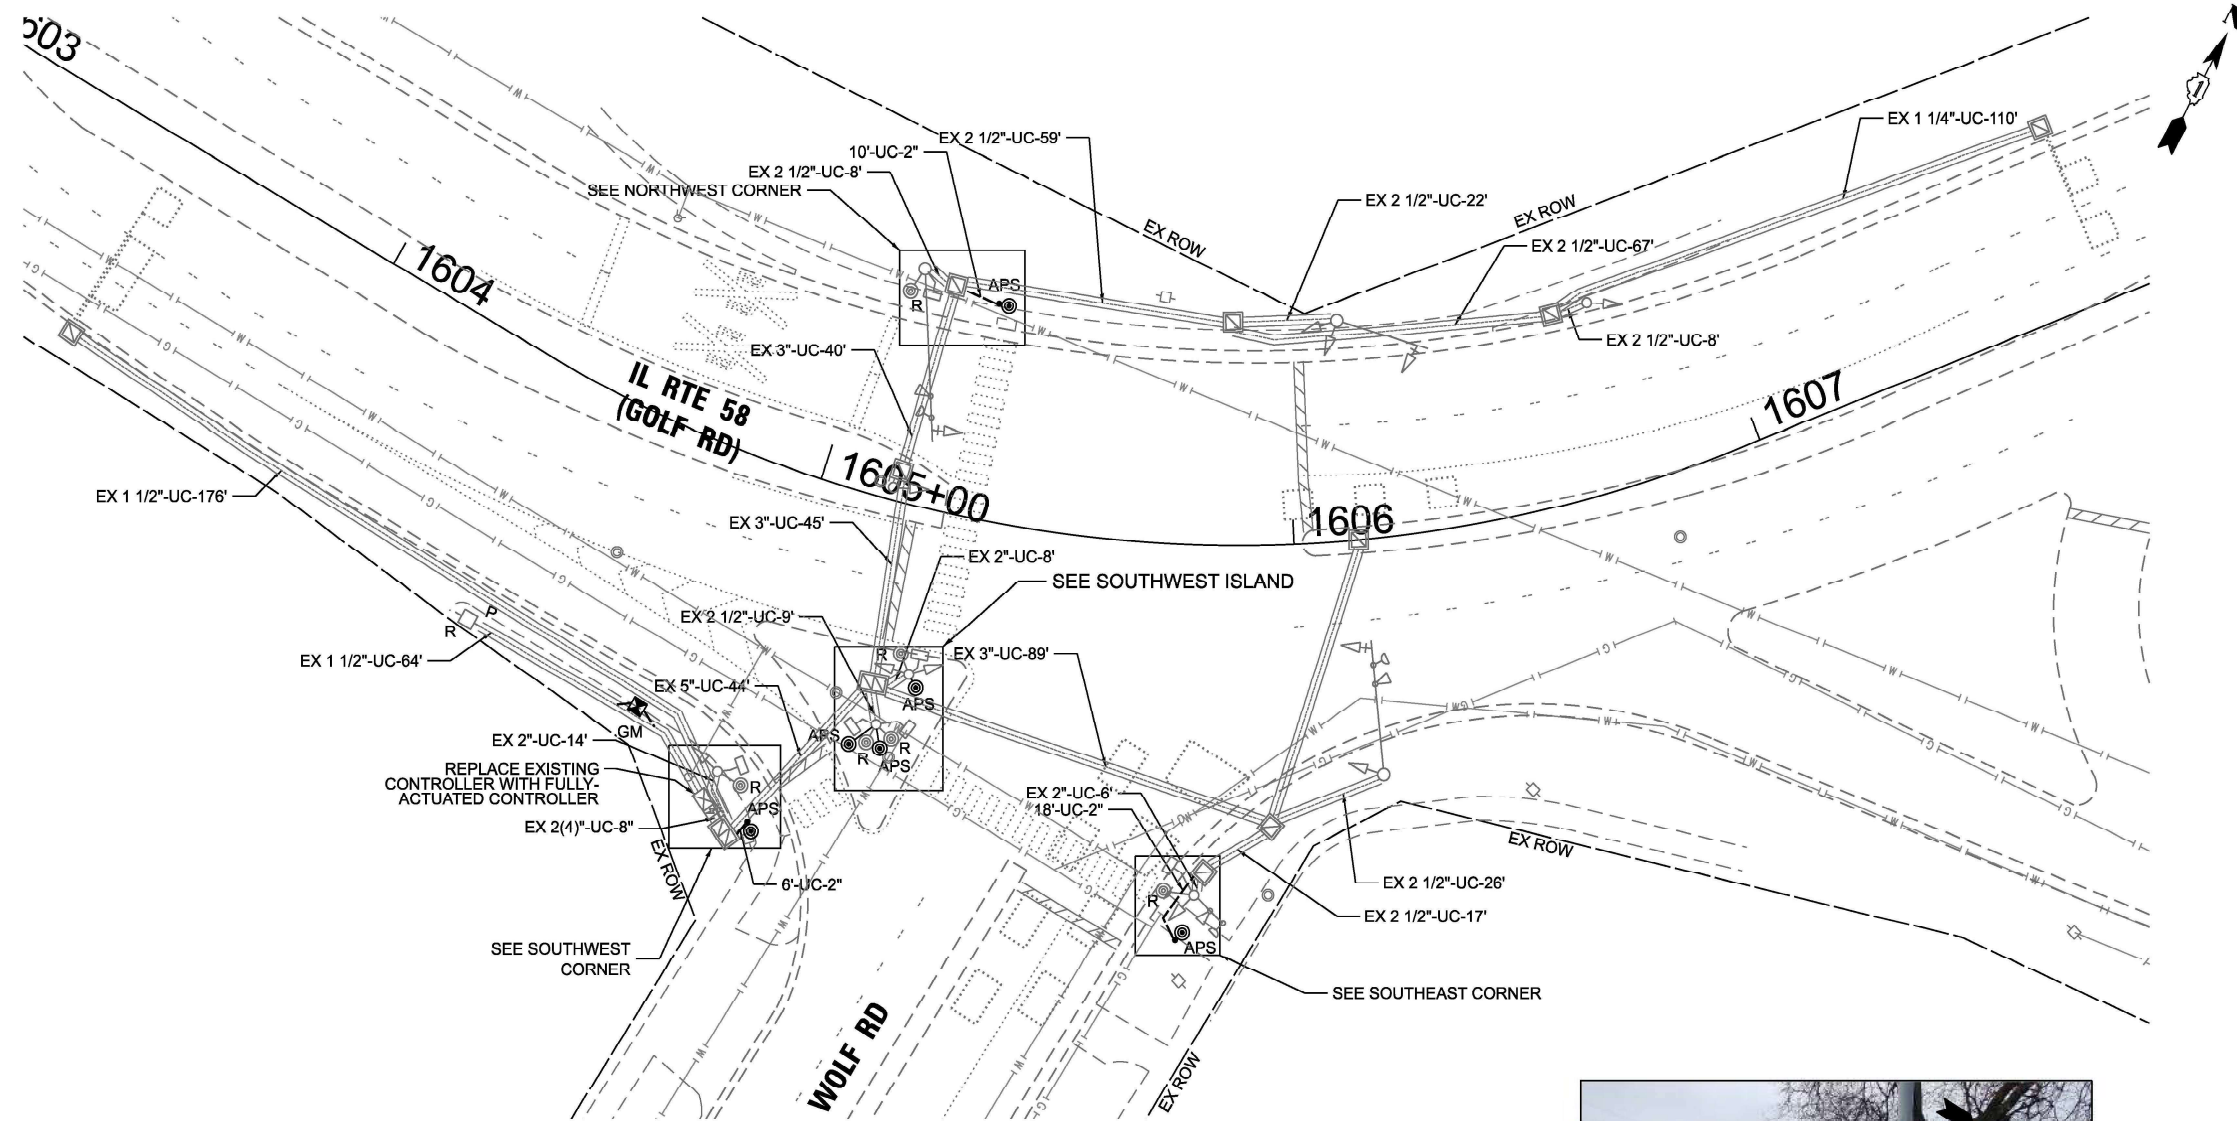 603
N
1
EX 2 1/2"-UC-59'
10'-UC-2"
EX 2 1/2"-UC-8'
SEE NORTHWEST CORNER
EX 1 1/4"-UC-110'
EX 2 1/2"-UC-22'
EX ROW
EX ROW
EX 2 1/2"-UC-67'
1604
APS
R
EX 2 1/2"-UC-8'
EX 3"-UC-40'
IL RTE 58
(GOLF RD)
1607
1605+00
1606
EX 1 1/2"-UC-176'
EX 3"-UC-45'
EX 2"-UC-8'
SEE SOUTHWEST ISLAND
EX 2 1/2"-UC-9'
P
R
EX 1 1/2"-UC-64'
R
EX 3"-UC-89'
EX 5"-UC-44'
APS
APS
R
R
APS
GM
EX 2"-UC-14'
REPLACE EXISTING
CONTROLLER WITH FULLY-
ACTUATED CONTROLLER
R
APS
EX 2(4)"-UC-8"
EX 2"-UC-6'
18'-UC-2"
EX ROW
EX ROW
6'-UC-2"
EX 2 1/2"-UC-26'
EX 2 1/2"-UC-17'
R
APS
SEE SOUTHWEST
CORNER
SEE SOUTHEAST CORNER
WOLF RD
EX ROW